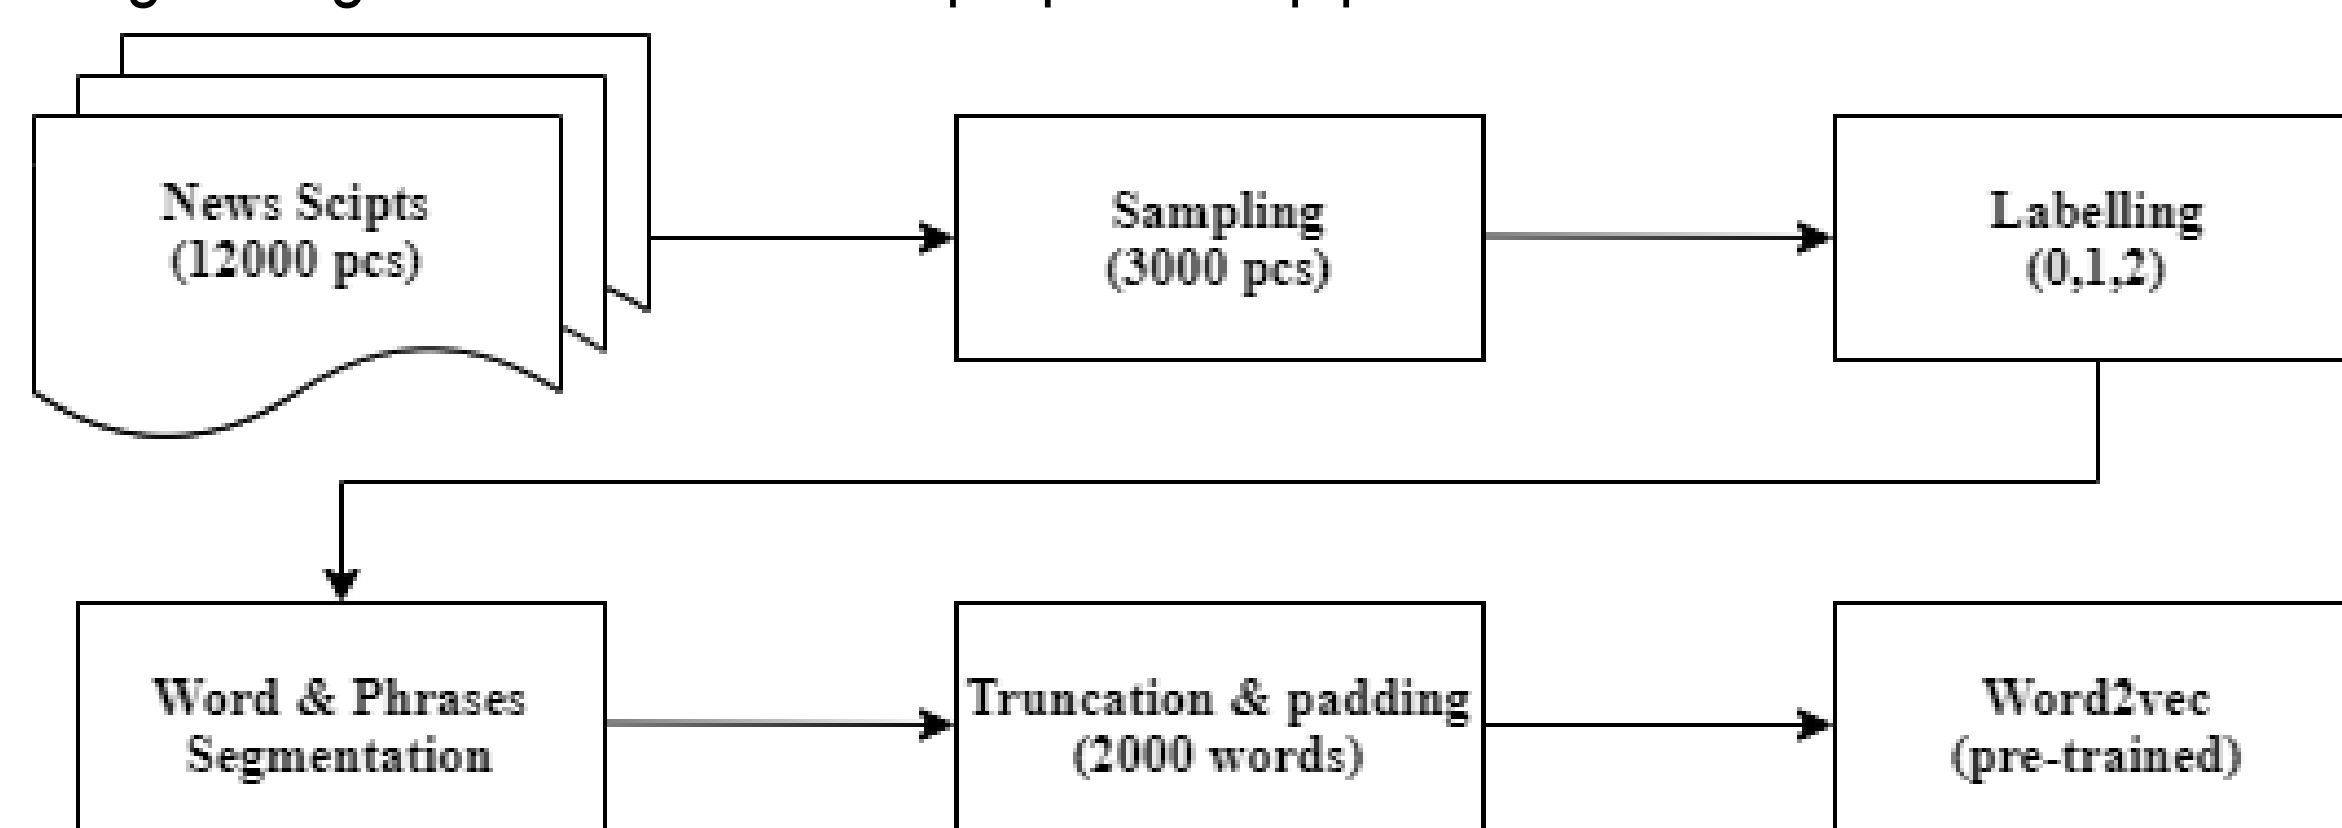 News Scipts
(12000 pcs)
Sampling
(3000 pcs)
Labelling
(0,1,2)
Word & Phrases
Segmentation
Truncation & padding
(2000 words)
Word2vec
(pre-trained)